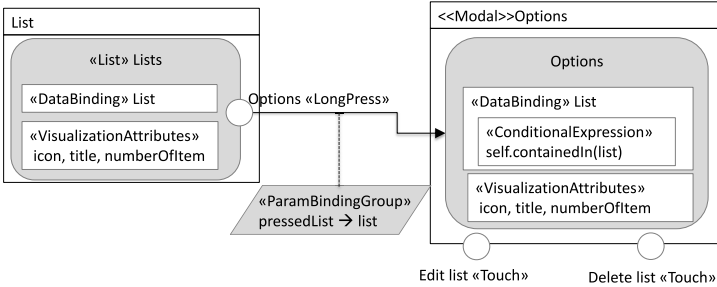 List
«List» Lists
«DataBinding» List
«VisualizationAttributes»
icon, title, numberOfItem
Options «LongPress»
«ParamBindingGroup»
pressedList → list
<<Modal>>Options
Options
«DataBinding» List
«ConditionalExpression»
self.containedIn(list)
«VisualizationAttributes»
icon, title, numberOfItem
Edit list «Touch»
Delete list «Touch»